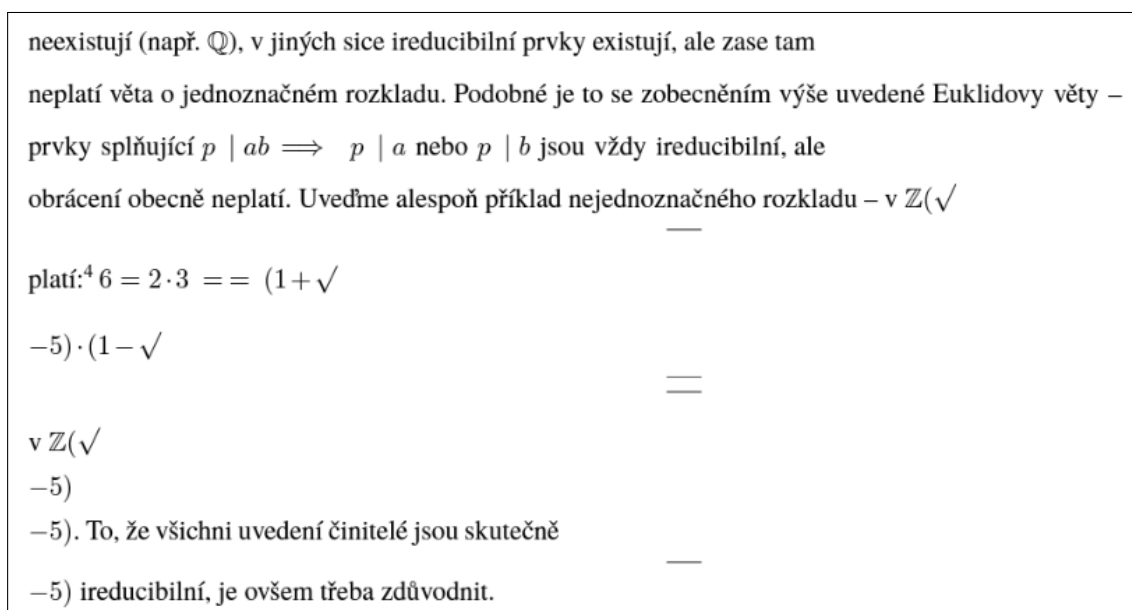 neexistují (např. ℚ), v jiných sice ireducibilní prvky existují, ale zase tam
neplatí věta o jednoznačném rozkladu. Podobné je to se zobecněním výše uvedené Euklidovy věty –
prvky splňující p | ab ⟹ p | a nebo p | b jsou vždy ireducibilní, ale
obrácení obecně neplatí. Uveďme alespoň příklad nejednoznačného rozkladu – v ℤ(√
platí:⁴ 6 = 2·3 = = (1+√
−5)·(1−√
v ℤ(√
−5)
−5). To, že všichni uvedení činitelé jsou skutečně
−5) ireducibilní, je ovšem třeba zdůvodnit.